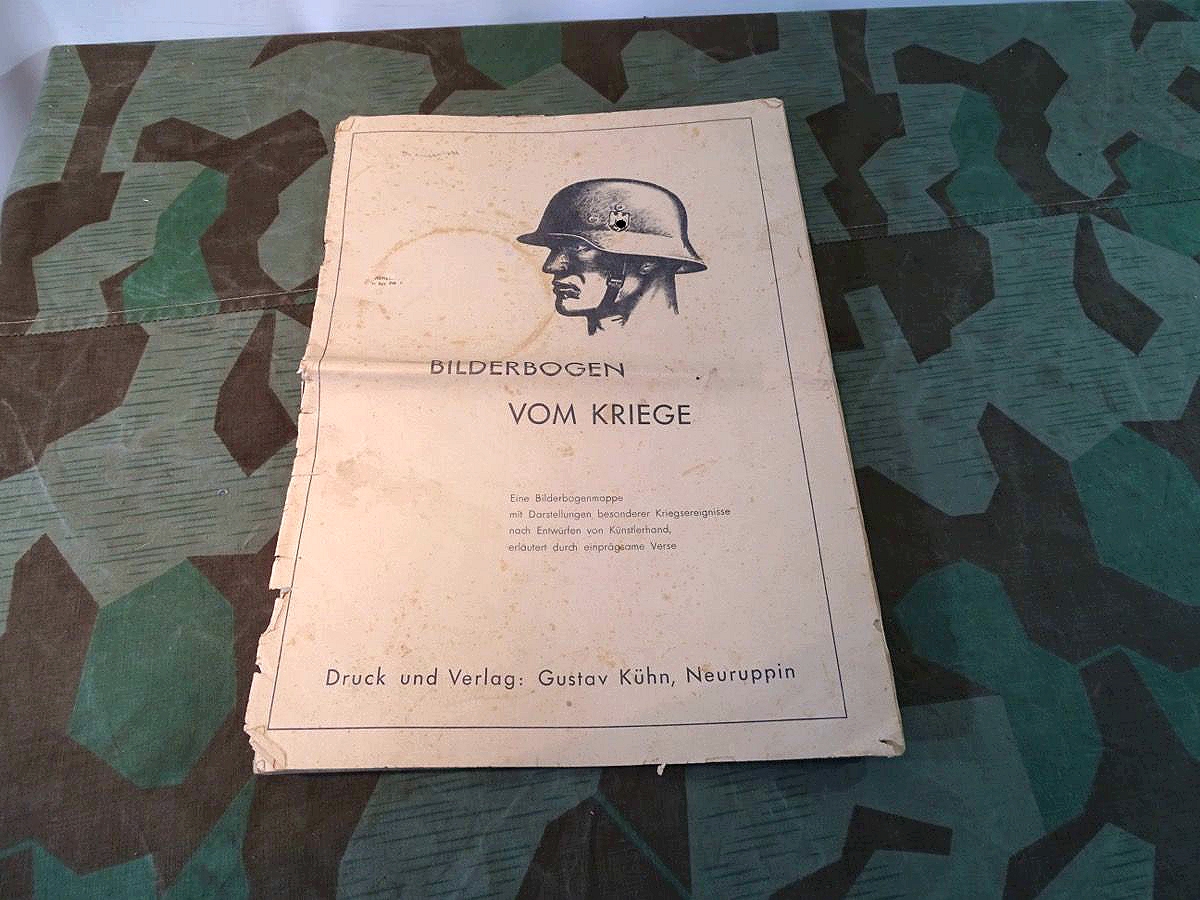 BILDERBOGEN
VOM KRIEGE
Eine Bilderbogenmappe
mit Darstellungen besonderer Kriegsereignisse
nach Entwürfen von Künstlerhand,
erläutert durch einprägsame Verse
Druck und Verlag: Gustav Kühn, Neuruppin